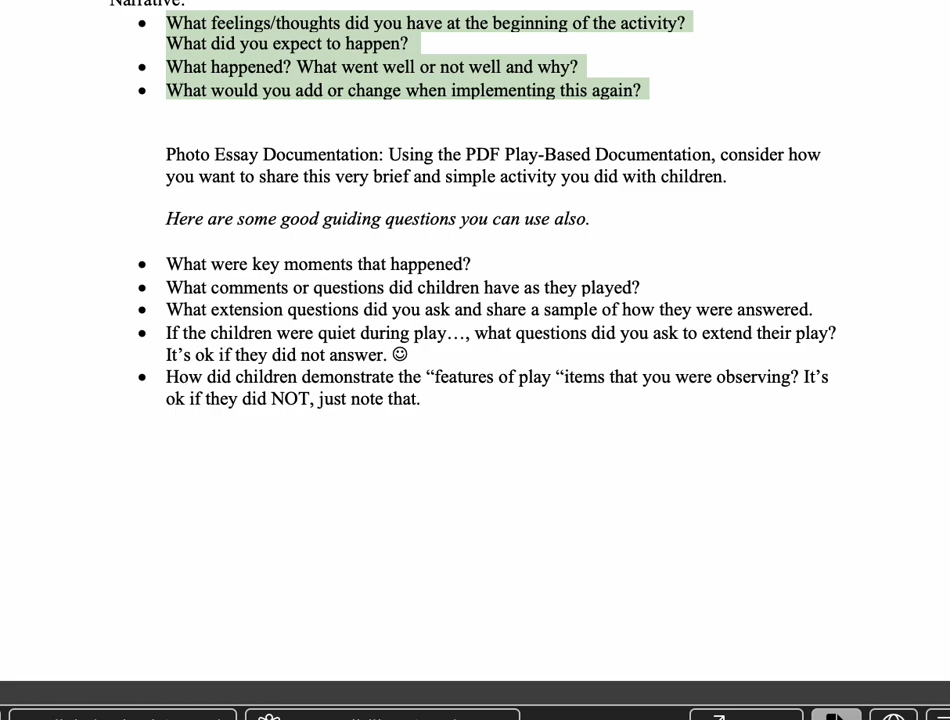 Narrative:
• What feelings/thoughts did you have at the beginning of the activity?
What did you expect to happen?
• What happened? What went well or not well and why?
• What would you add or change when implementing this again?
Photo Essay Documentation: Using the PDF Play-Based Documentation, consider how
you want to share this very brief and simple activity you did with children.
Here are some good guiding questions you can use also.
• What were key moments that happened?
• What comments or questions did children have as they played?
• What extension questions did you ask and share a sample of how they were answered.
• If the children were quiet during play…, what questions did you ask to extend their play?
It’s ok if they did not answer. ☺
• How did children demonstrate the “features of play “items that you were observing? It’s
ok if they did NOT, just note that.